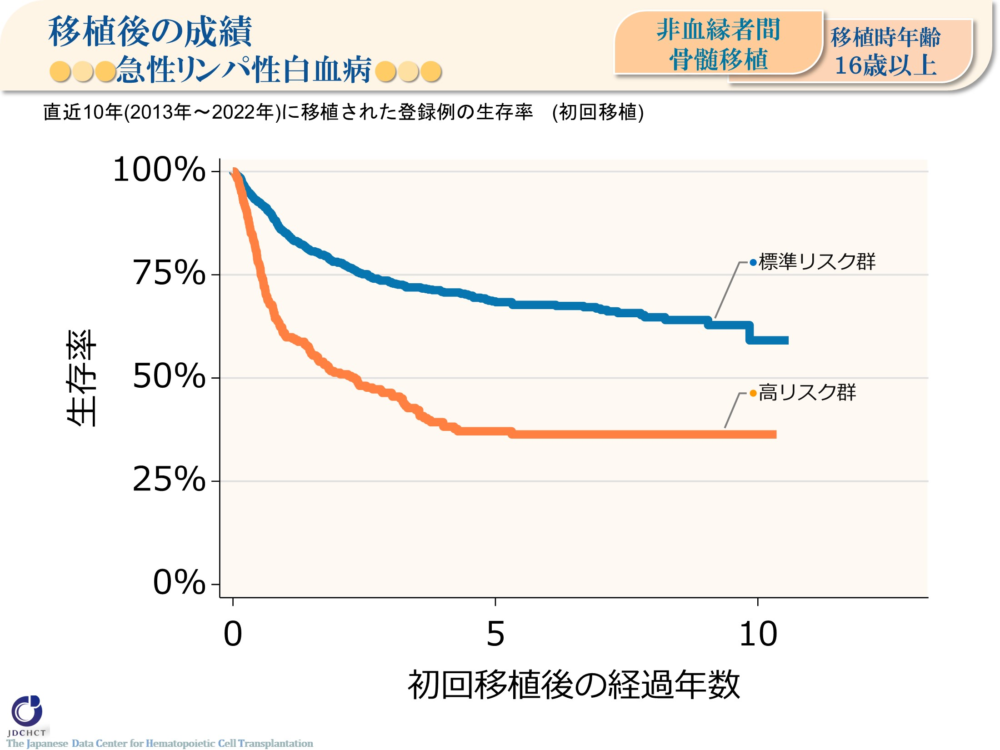 移植後の成績
急性リンパ性白血病
非血縁者間
骨髄移植
移植時年齢
16歳以上
直近10年(2013年～2022年)に移植された登録例の生存率　(初回移植)
100%
75%
50%
25%
0%
生存率
標準リスク群
高リスク群
0
5
10
初回移植後の経過年数
JDCHCT
The Japanese Data Center for Hematopoietic Cell Transplantation